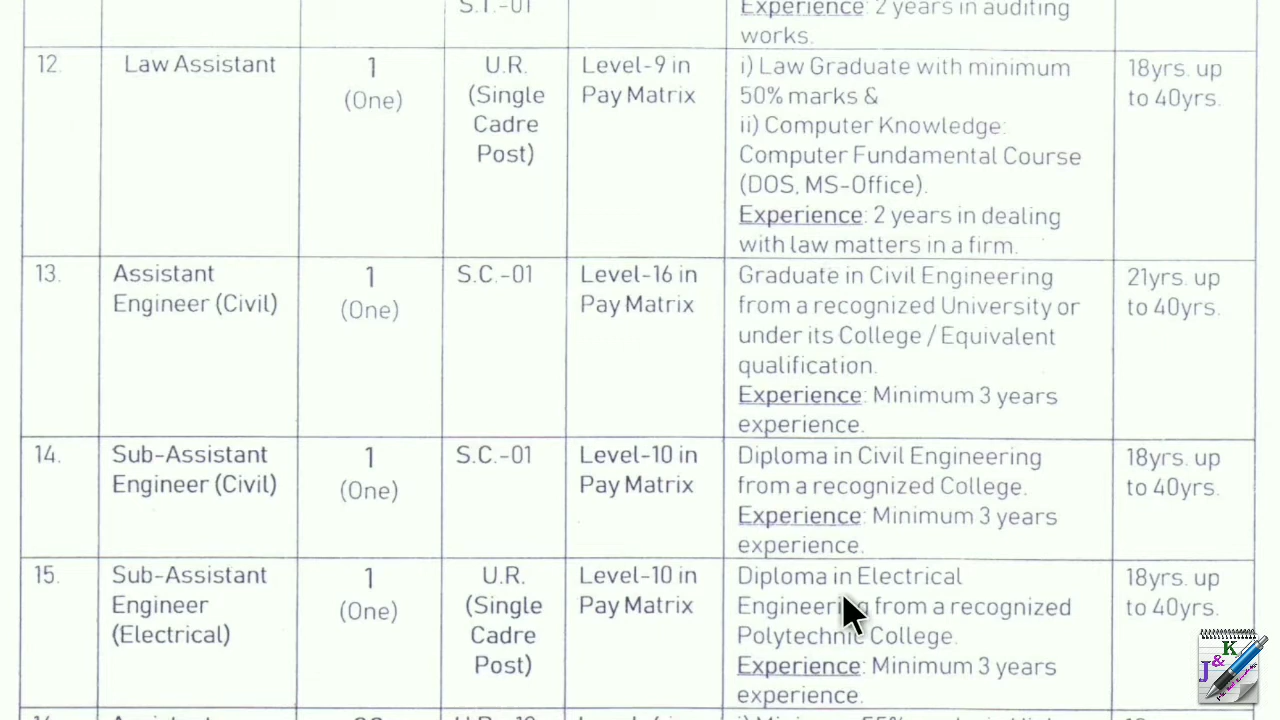 S.T.-01
Experience: 2 years in auditing
works.
12.
Law Assistant
1
(One)
U.R.
(Single
Cadre
Post)
Level-9 in
Pay Matrix
i) Law Graduate with minimum
50% marks &
ii) Computer Knowledge:
Computer Fundamental Course
(DOS, MS-Office).
Experience: 2 years in dealing
with law matters in a firm.
18yrs. up
to 40yrs.
13.
Assistant
Engineer (Civil)
1
(One)
S.C.-01
Level-16 in
Pay Matrix
Graduate in Civil Engineering
from a recognized University or
under its College / Equivalent
qualification.
Experience: Minimum 3 years
experience.
21yrs. up
to 40yrs.
14.
Sub-Assistant
Engineer (Civil)
1
(One)
S.C.-01
Level-10 in
Pay Matrix
Diploma in Civil Engineering
from a recognized College.
Experience: Minimum 3 years
experience.
18yrs. up
to 40yrs.
15.
Sub-Assistant
Engineer
(Electrical)
1
(One)
U.R.
(Single
Cadre
Post)
Level-10 in
Pay Matrix
Diploma in Electrical
Engineering from a recognized
Polytechnic College.
Experience: Minimum 3 years
experience.
18yrs. up
to 40yrs.
J&K